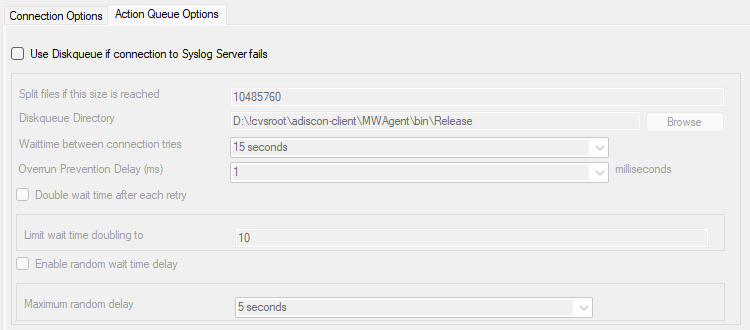 Connection Options
Action Queue Options
Use Diskqueue if connection to Syslog Server fails
Split files if this size is reached 10485760
Diskqueue Directory D:\!cvsroot\adiscon-client\MWAgent\bin\Release Browse
Waittime between connection tries 15 seconds
Overrun Prevention Delay (ms) 1 milliseconds
Double wait time after each retry
Limit wait time doubling to 10
Enable random wait time delay
Maximum random delay 5 seconds